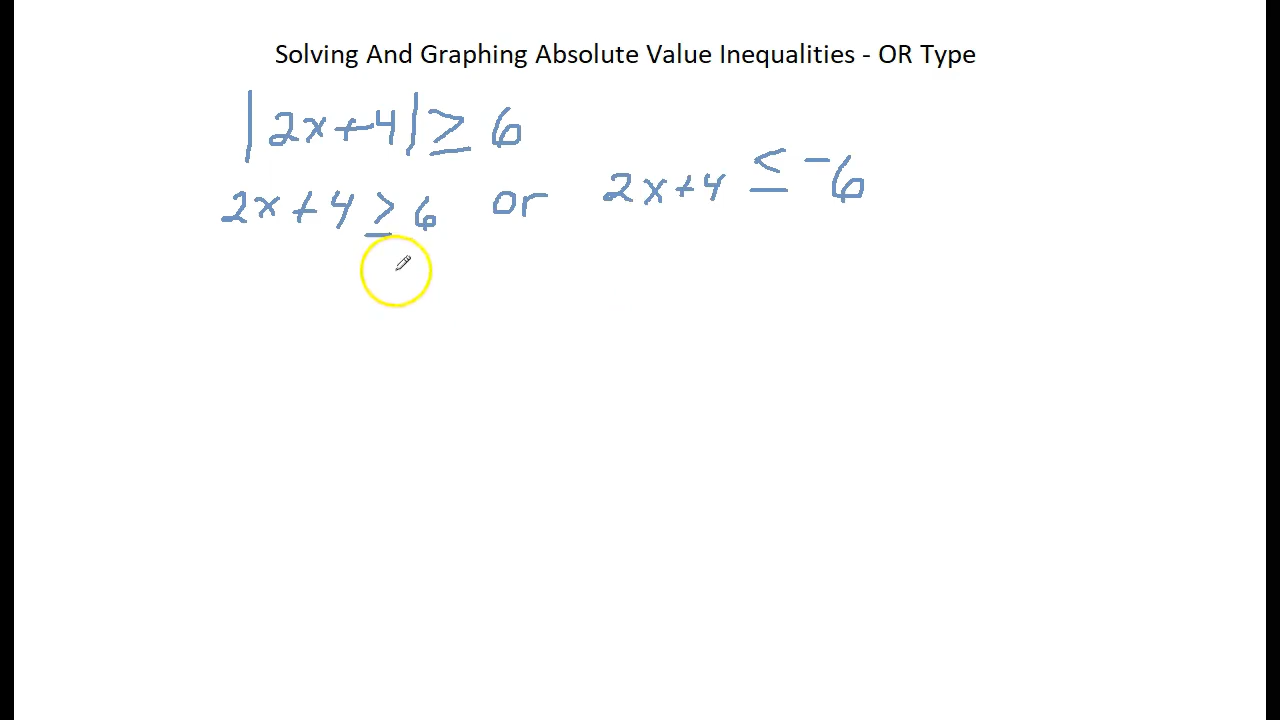 Solving And Graphing Absolute Value Inequalities - OR Type
|2x+4| ≥ 6
2x + 4 ≥ 6 or 2x+4 ≤ -6